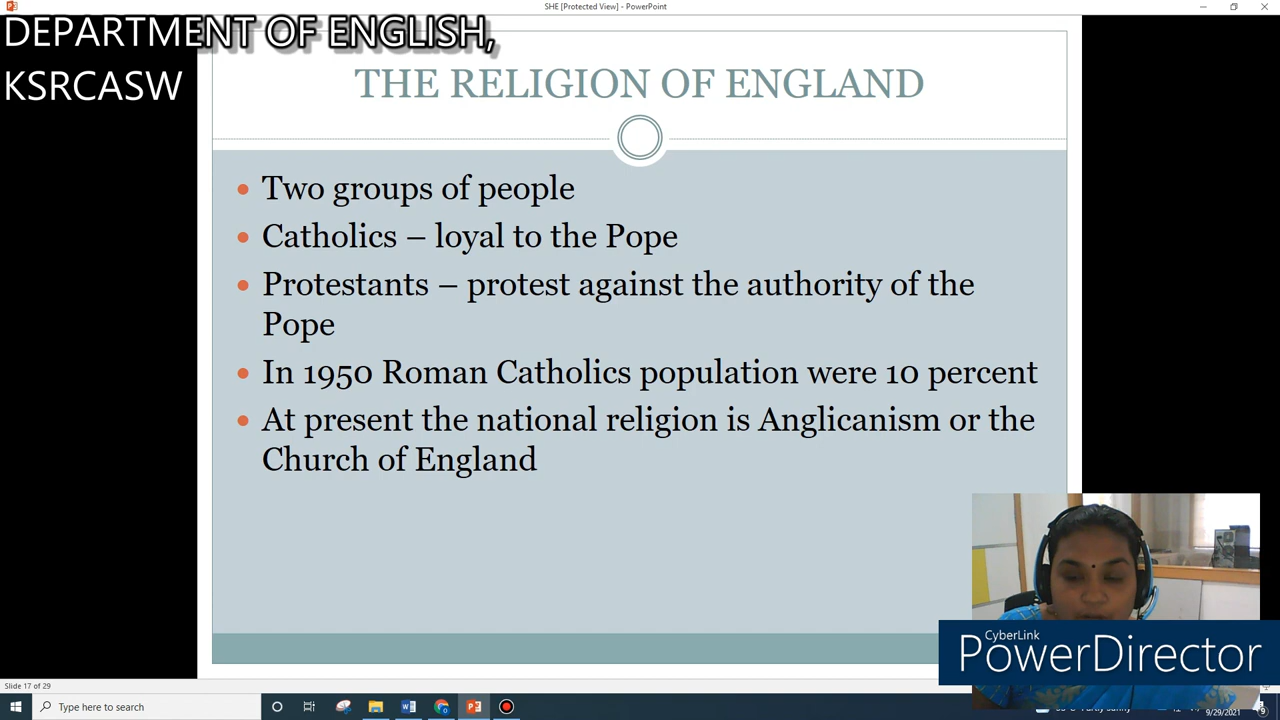 SHE [Protected View] - PowerPoint
DEPARTMENT OF ENGLISH,
KSRCASW
THE RELIGION OF ENGLAND
Two groups of people
Catholics – loyal to the Pope
Protestants – protest against the authority of the
Pope
In 1950 Roman Catholics population were 10 percent
At present the national religion is Anglicanism or the
Church of England
CyberLink
PowerDirector
Slide 17 of 29
Type here to search
9/29/2021